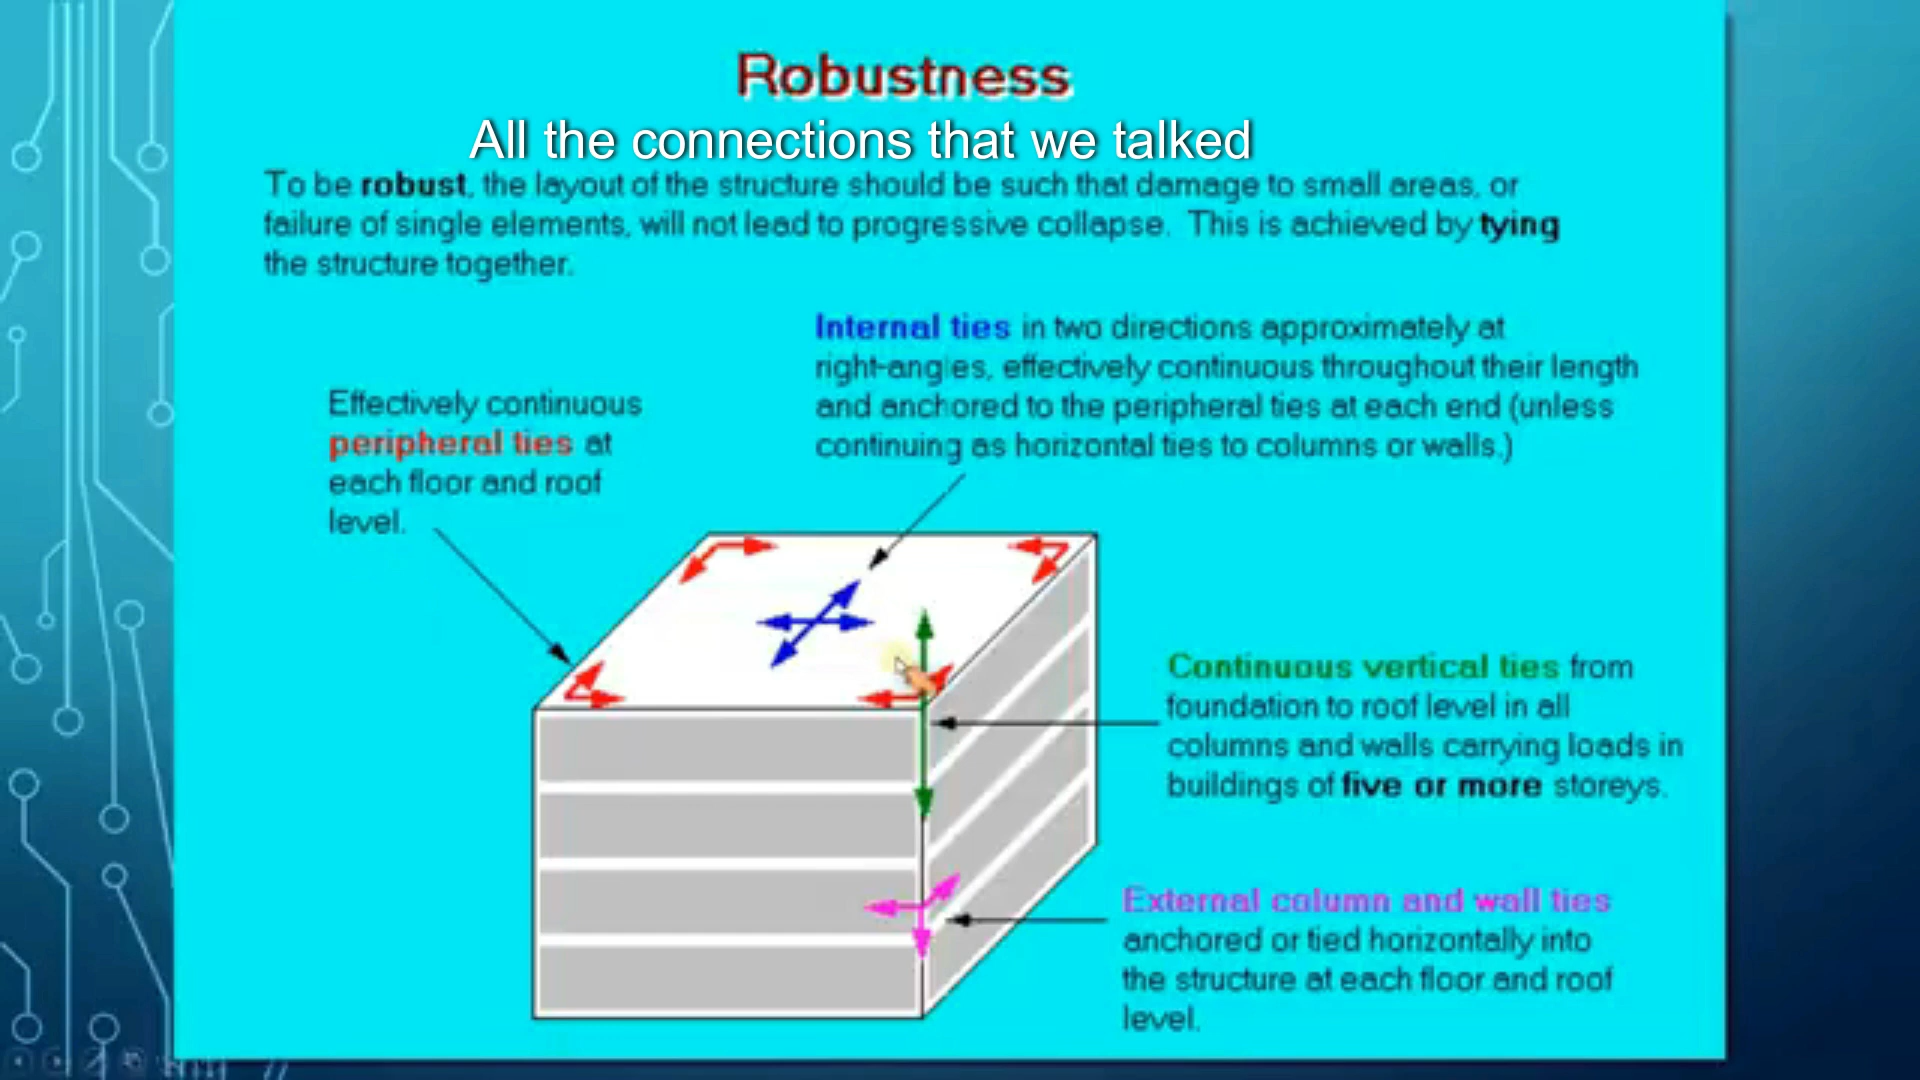 Robustness
All the connections that we talked
To be robust, the layout of the structure should be such that damage to small areas, or
failure of single elements, will not lead to progressive collapse. This is achieved by tying
the structure together.
Internal ties in two directions approximately at
right-angles, effectively continuous throughout their length
and anchored to the peripheral ties at each end (unless
continuing as horizontal ties to columns or walls.)
Effectively continuous
peripheral ties at
each floor and roof
level.
Continuous vertical ties from
foundation to roof level in all
columns and walls carrying loads in
buildings of five or more storeys.
External column and wall ties
anchored or tied horizontally into
the structure at each floor and roof
level.